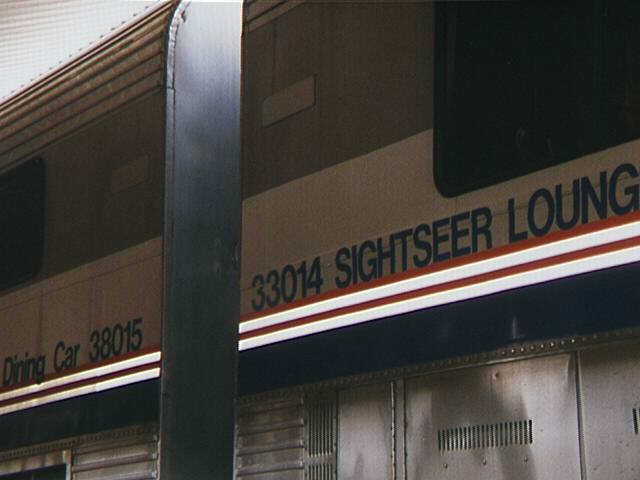 Dining Car 38015
33014 SIGHTSEER LOUNG